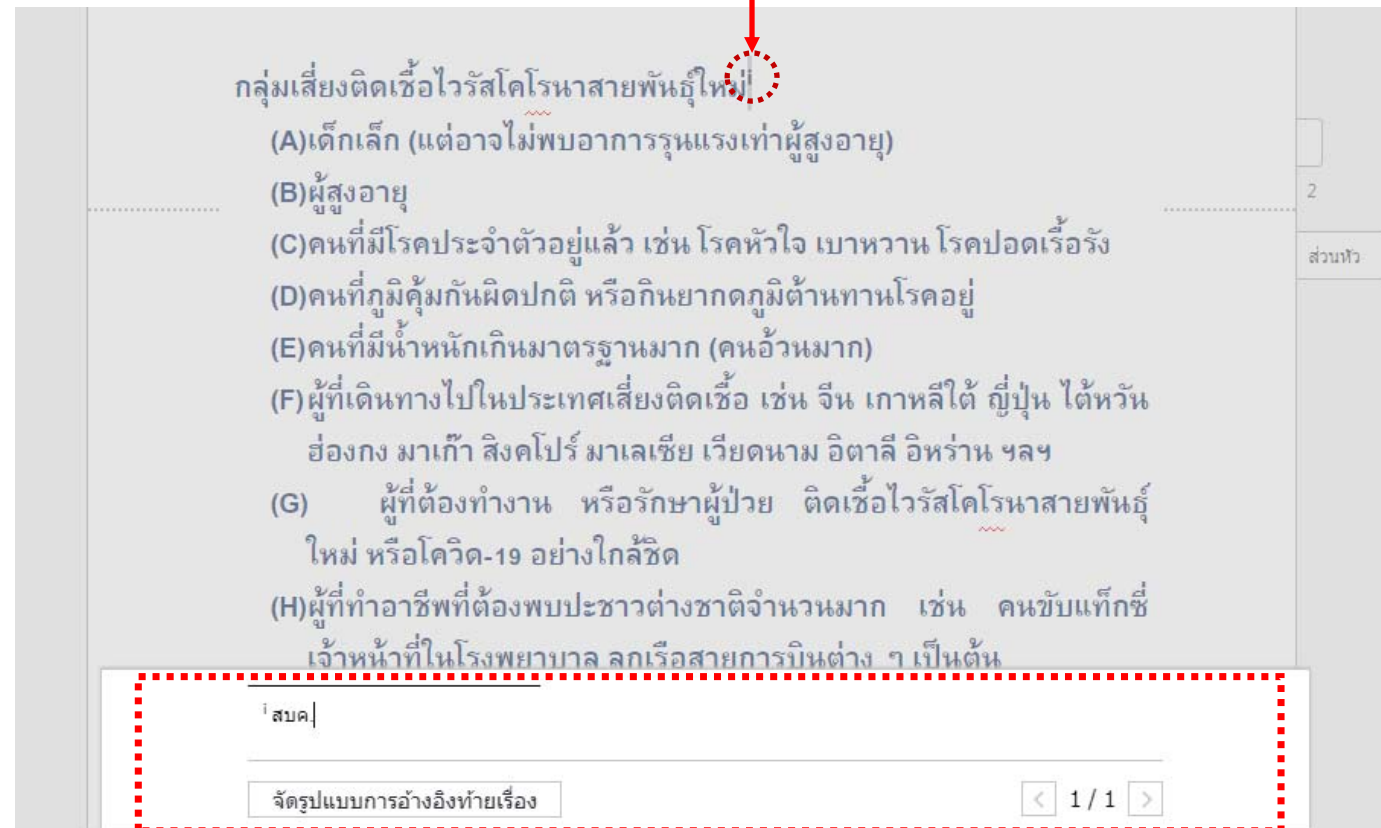 กลุ่มเสี่ยงติดเชื้อไวรัสโคโรนาสายพันธุ์ใหม่i
(A)เด็กเล็ก (แต่อาจไม่พบอาการรุนแรงเท่าผู้สูงอายุ)
(B)ผู้สูงอายุ
2
(C)คนที่มีโรคประจำตัวอยู่แล้ว เช่น โรคหัวใจ เบาหวาน โรคปอดเรื้อรัง
ส่วนหัว
(D)คนที่ภูมิคุ้มกันผิดปกติ หรือกินยากดภูมิต้านทานโรคอยู่
(E)คนที่มีน้ำหนักเกินมาตรฐานมาก (คนอ้วนมาก)
(F)ผู้ที่เดินทางไปในประเทศเสี่ยงติดเชื้อ เช่น จีน เกาหลีใต้ ญี่ปุ่น ไต้หวัน
ฮ่องกง มาเก๊า สิงคโปร์ มาเลเซีย เวียดนาม อิตาลี อิหร่าน ฯลฯ
(G) ผู้ที่ต้องทำงาน หรือรักษาผู้ป่วย ติดเชื้อไวรัสโคโรนาสายพันธุ์
ใหม่ หรือโควิด-19 อย่างใกล้ชิด
(H)ผู้ที่ทำอาชีพที่ต้องพบปะชาวต่างชาติจำนวนมาก เช่น คนขับแท็กซี่
เจ้าหน้าที่ในโรงพยาบาล ลูกเรือสายการบินต่าง ๆ เป็นต้น
i สบค.
จัดรูปแบบการอ้างอิงท้ายเรื่อง
< 1 / 1 >